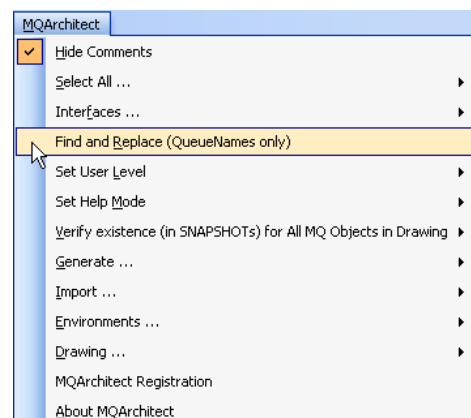 MQArchitect
Hide Comments
Select All ...
Interfaces ...
Find and Replace (QueueNames only)
Set User Level
Set Help Mode
Verify existence (in SNAPSHOTs) for All MQ Objects in Drawing
Generate ...
Import ...
Environments ...
Drawing ...
MQArchitect Registration
About MQArchitect